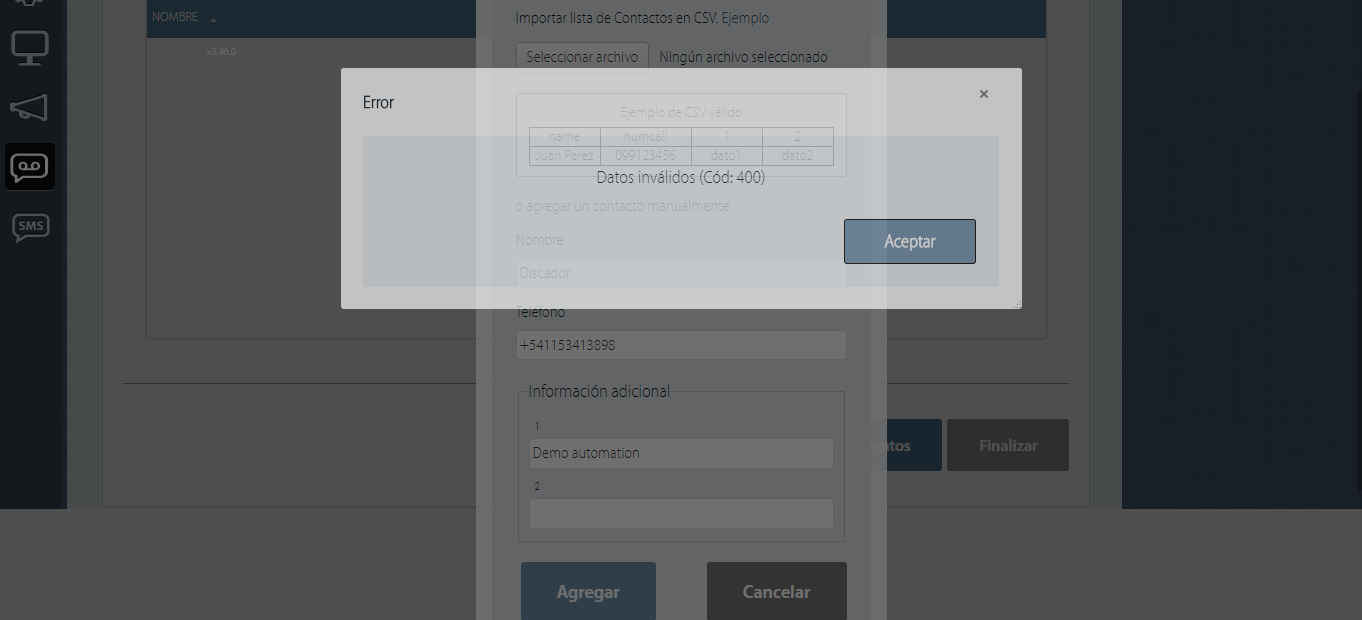 NOMBRE
v3.46.0
SMS
Importar lista de Contactos en CSV. Ejemplo
Seleccionar archivo Ningún archivo seleccionado
Error
×
Ejemplo de CSV válido
name numcall 1 2
Juan Perez 099123456 dato1 dato2
Datos inválidos (Cód: 400)
o agregar un contacto manualmente.
Aceptar
Nombre
Discador
Teléfono
+541153413898
Información adicional
1
Demo automation
2
Finalizar
Agregar
Cancelar